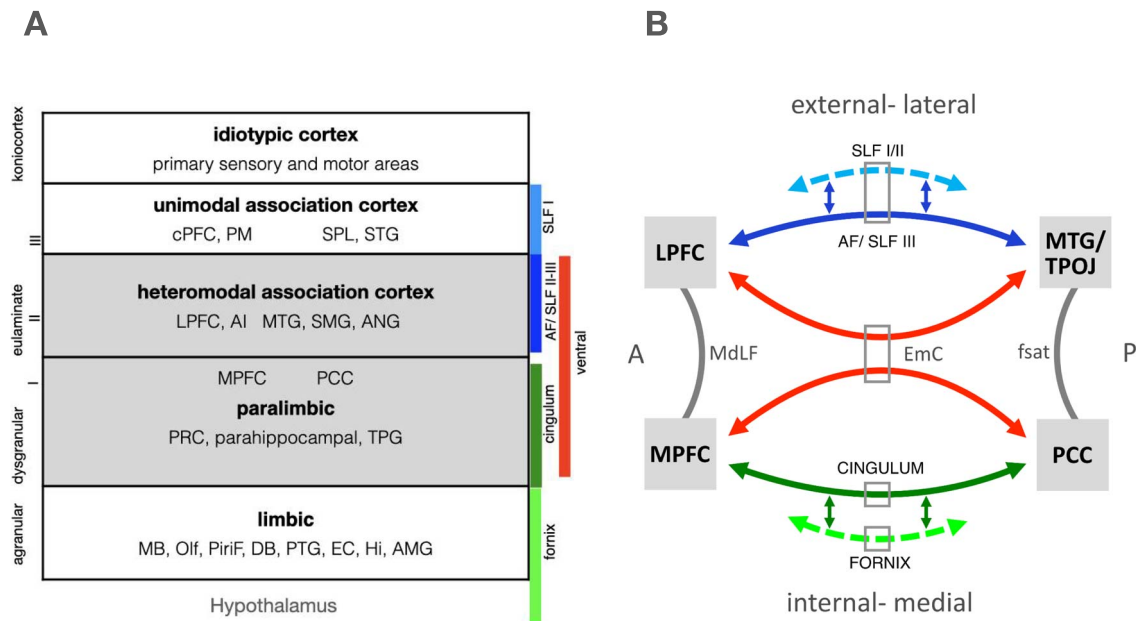 A
B
koniocortex
idiotypic cortex
primary sensory and motor areas
III
unimodal association cortex
cPFC, PM SPL, STG
SLF I
eulaminate
II
heteromodal association cortex
LPFC, AI MTG, SMG, ANG
AF/ SLF II-III
ventral
I
dysgranular
MPFC PCC
paralimbic
PRC, parahippocampal, TPG
cingulum
agranular
limbic
MB, Olf, PiriF, DB, PTG, EC, Hi, AMG
fornix
Hypothalamus
external- lateral
SLF I/II
AF/ SLF III
LPFC
MTG/
TPOJ
A
MdLF
EmC
fsat
P
MPFC
PCC
CINGULUM
FORNIX
internal- medial